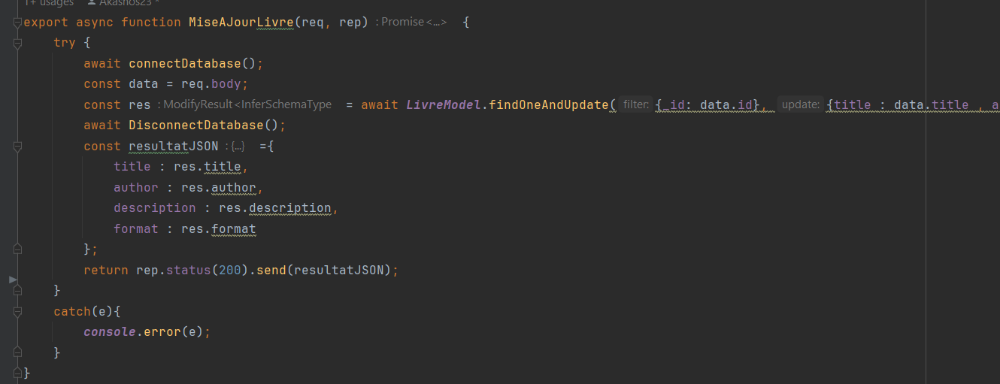 1+ usages Akashos23 *
export async function MiseAJourLivre(req, rep) : Promise<...> {
try {
await connectDatabase();
const data = req.body;
const res : ModifyResult<InferSchemaType = await LivreModel.findOneAndUpdate( filter: {_id: data.id}, update: {title : data.title , a
await DisconnectDatabase();
const resultatJSON : {...} ={
title : res.title,
author : res.author,
description : res.description,
format : res.format
};
return rep.status(200).send(resultatJSON);
}
catch(e){
console.error(e);
}
}